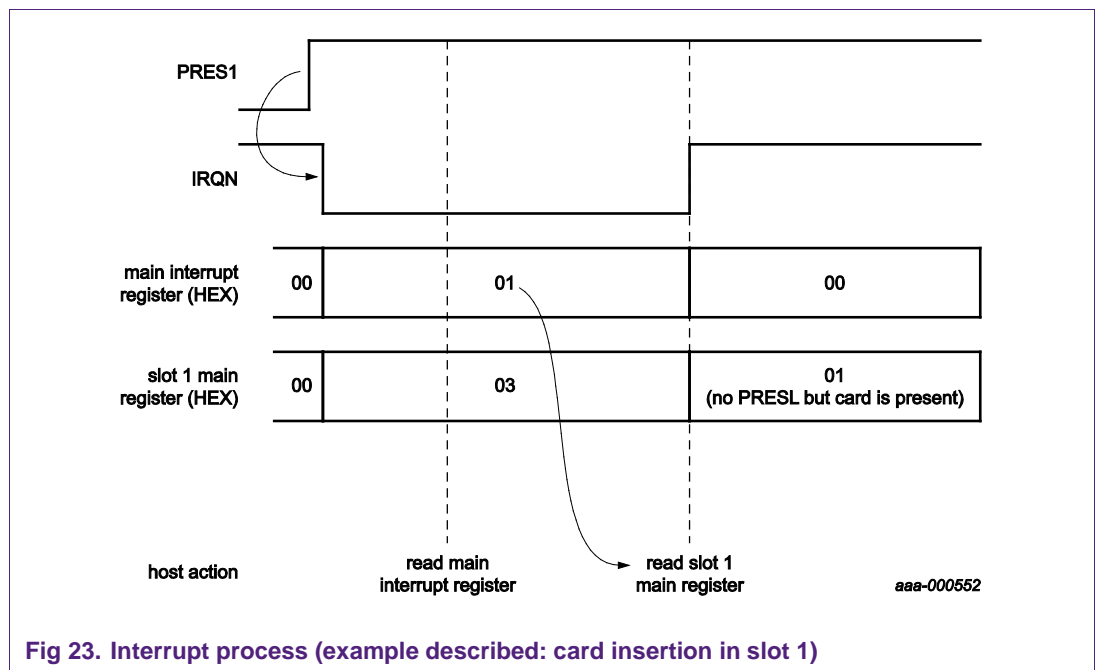 PRES1
IRQN
main interrupt
register (HEX)
00
01
00
slot 1 main
register (HEX)
00
03
01
(no PRESL but card is present)
host action
read main
interrupt register
read slot 1
main register
aaa-000552
Fig 23. Interrupt process (example described: card insertion in slot 1)